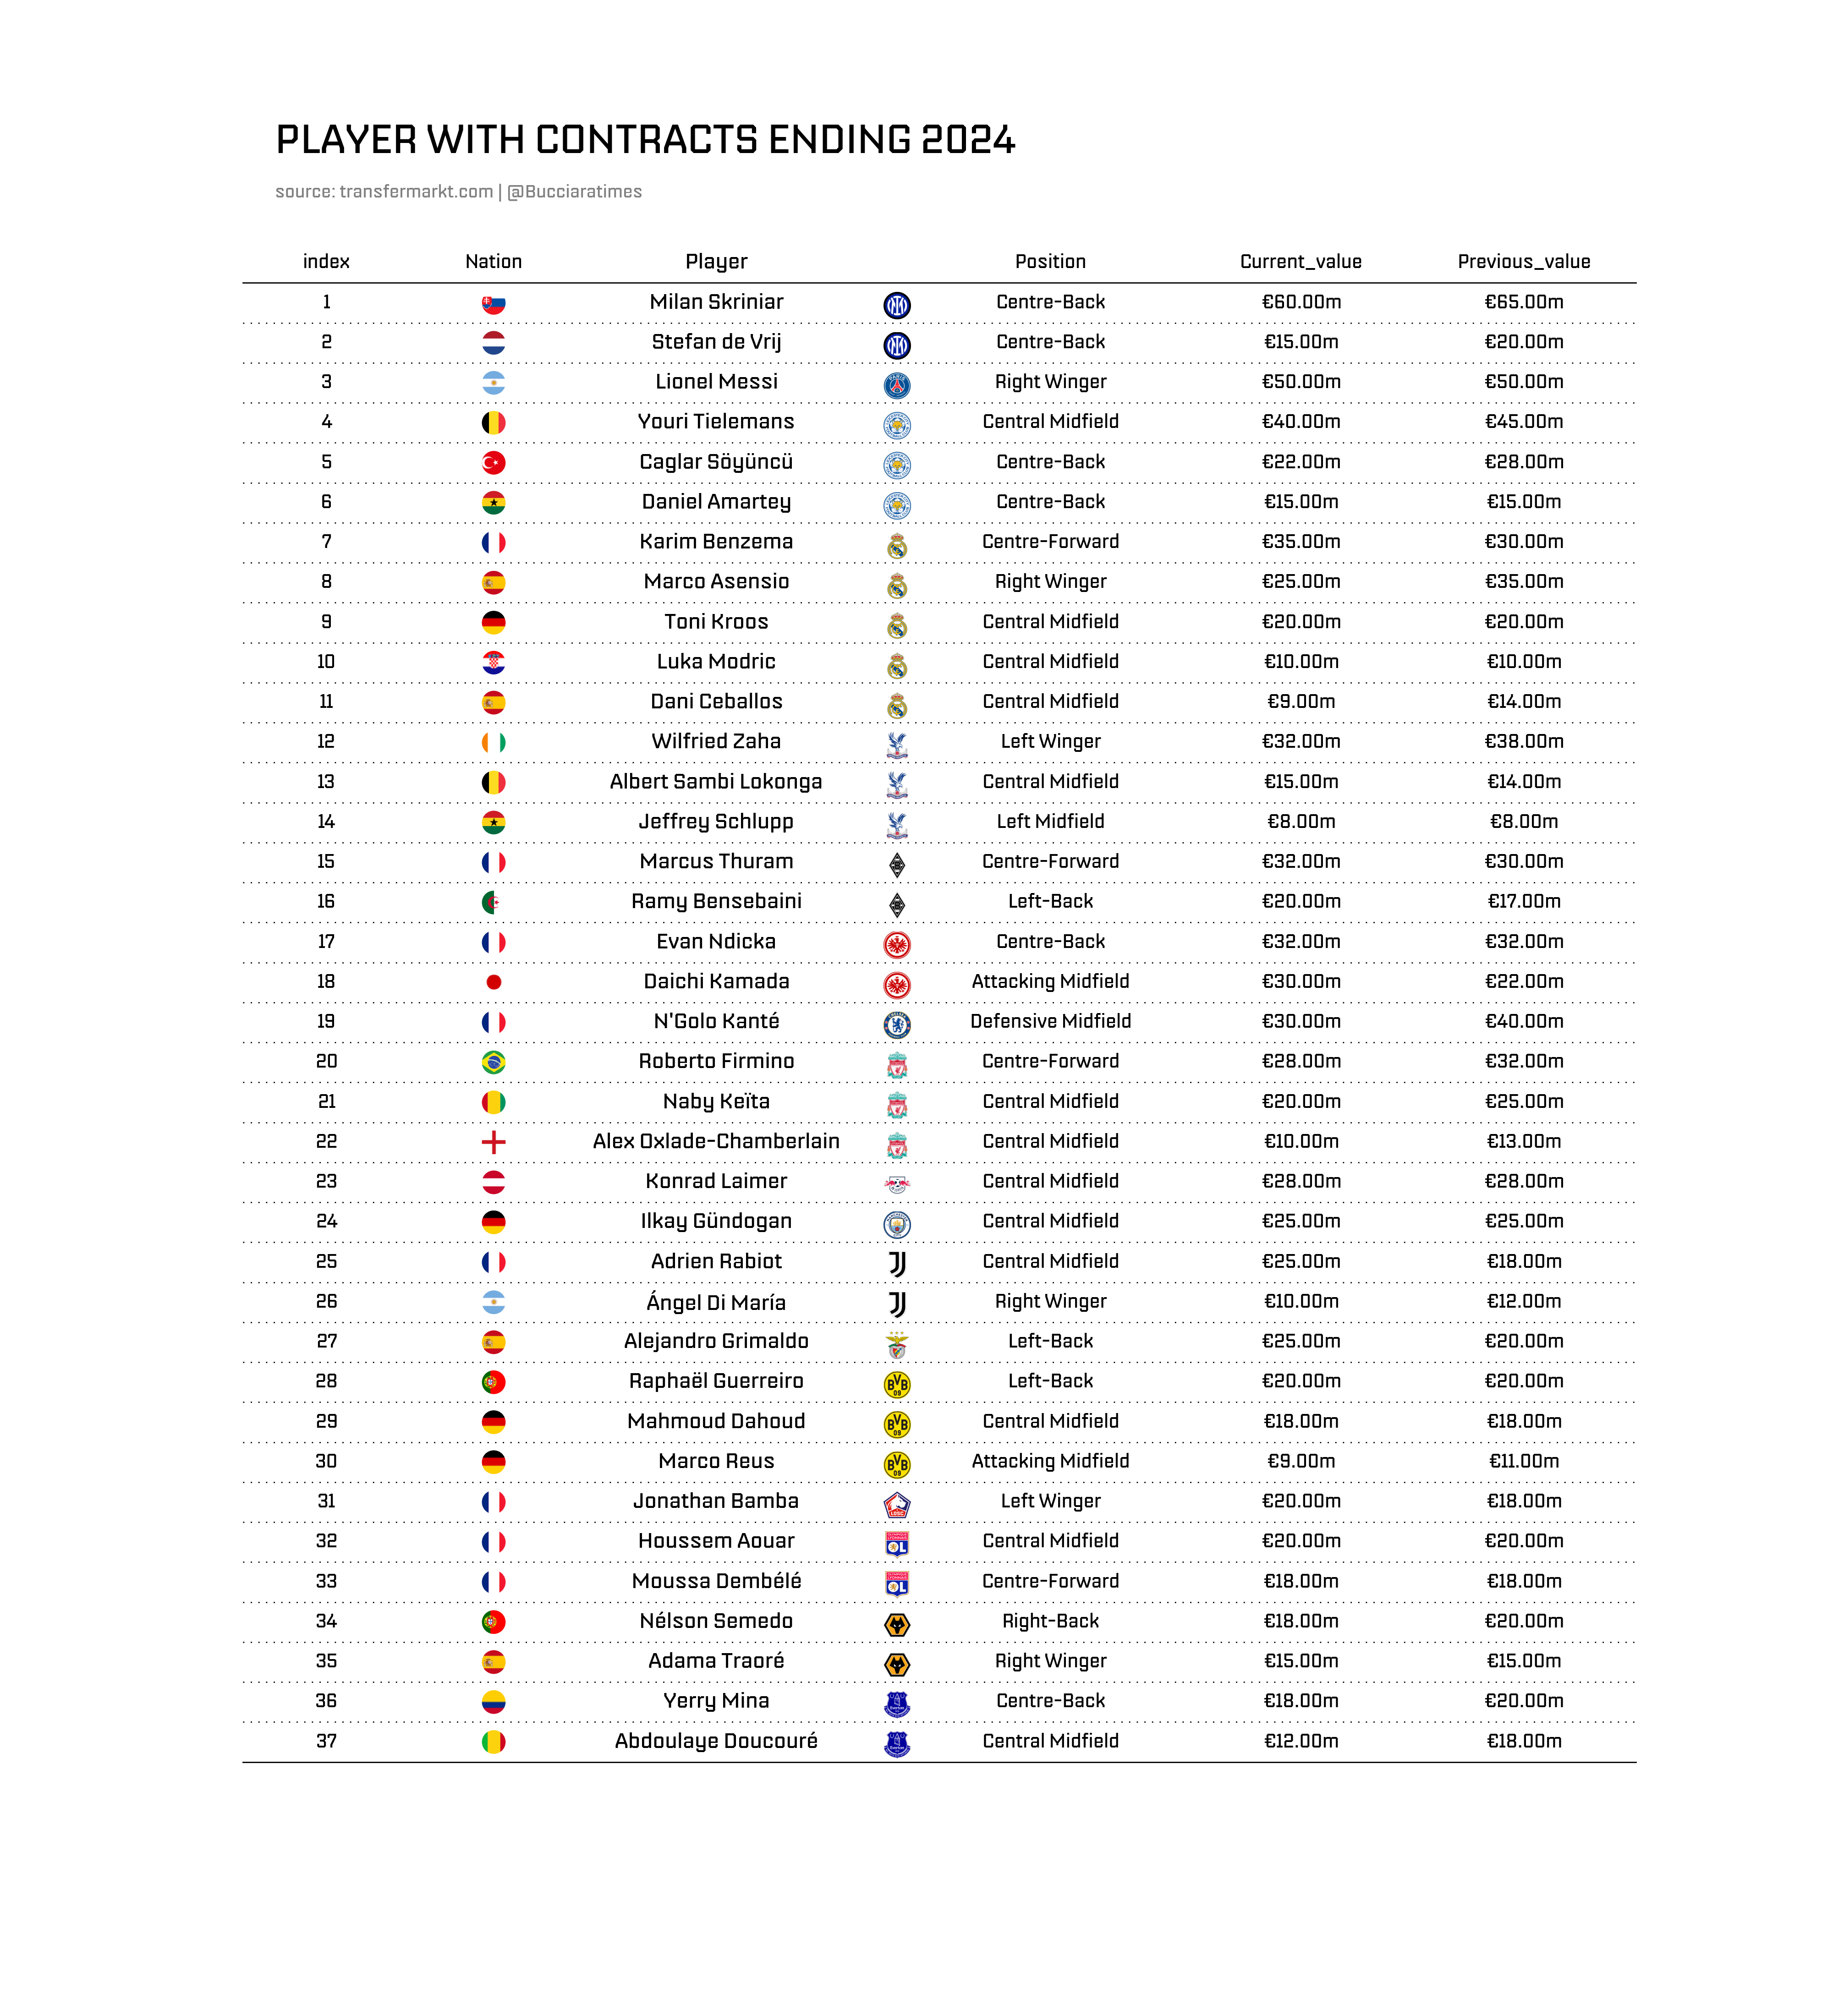 PLAYER WITH CONTRACTS ENDING 2024
source: transfermarkt.com | @Bucciaratimes
index Nation Player Position Current_value Previous_value
1 Milan Skriniar Centre-Back €60.00m €65.00m
2 Stefan de Vrij Centre-Back €15.00m €20.00m
3 Lionel Messi Right Winger €50.00m €50.00m
4 Youri Tielemans Central Midfield €40.00m €45.00m
5 Caglar Söyüncü Centre-Back €22.00m €28.00m
6 Daniel Amartey Centre-Back €15.00m €15.00m
7 Karim Benzema Centre-Forward €35.00m €30.00m
8 Marco Asensio Right Winger €25.00m €35.00m
9 Toni Kroos Central Midfield €20.00m €20.00m
10 Luka Modric Central Midfield €10.00m €10.00m
11 Dani Ceballos Central Midfield €9.00m €14.00m
12 Wilfried Zaha Left Winger €32.00m €38.00m
13 Albert Sambi Lokonga Central Midfield €15.00m €14.00m
14 Jeffrey Schlupp Left Midfield €8.00m €8.00m
15 Marcus Thuram Centre-Forward €32.00m €30.00m
16 Ramy Bensebaini Left-Back €20.00m €17.00m
17 Evan Ndicka Centre-Back €32.00m €32.00m
18 Daichi Kamada Attacking Midfield €30.00m €22.00m
19 N'Golo Kanté Defensive Midfield €30.00m €40.00m
20 Roberto Firmino Centre-Forward €28.00m €32.00m
21 Naby Keïta Central Midfield €20.00m €25.00m
22 Alex Oxlade-Chamberlain Central Midfield €10.00m €13.00m
23 Konrad Laimer Central Midfield €28.00m €28.00m
24 Ilkay Gündogan Central Midfield €25.00m €25.00m
25 Adrien Rabiot Central Midfield €25.00m €18.00m
26 Ángel Di María Right Winger €10.00m €12.00m
27 Alejandro Grimaldo Left-Back €25.00m €20.00m
28 Raphaël Guerreiro BVB 09 Left-Back €20.00m €20.00m
29 Mahmoud Dahoud BVB 09 Central Midfield €18.00m €18.00m
30 Marco Reus BVB 09 Attacking Midfield €9.00m €11.00m
31 Jonathan Bamba LOSC Left Winger €20.00m €18.00m
32 Houssem Aouar OL Central Midfield €20.00m €20.00m
33 Moussa Dembélé OL Centre-Forward €18.00m €18.00m
34 Nélson Semedo Right-Back €18.00m €20.00m
35 Adama Traoré Right Winger €15.00m €15.00m
36 Yerry Mina Centre-Back €18.00m €20.00m
37 Abdoulaye Doucouré Central Midfield €12.00m €18.00m